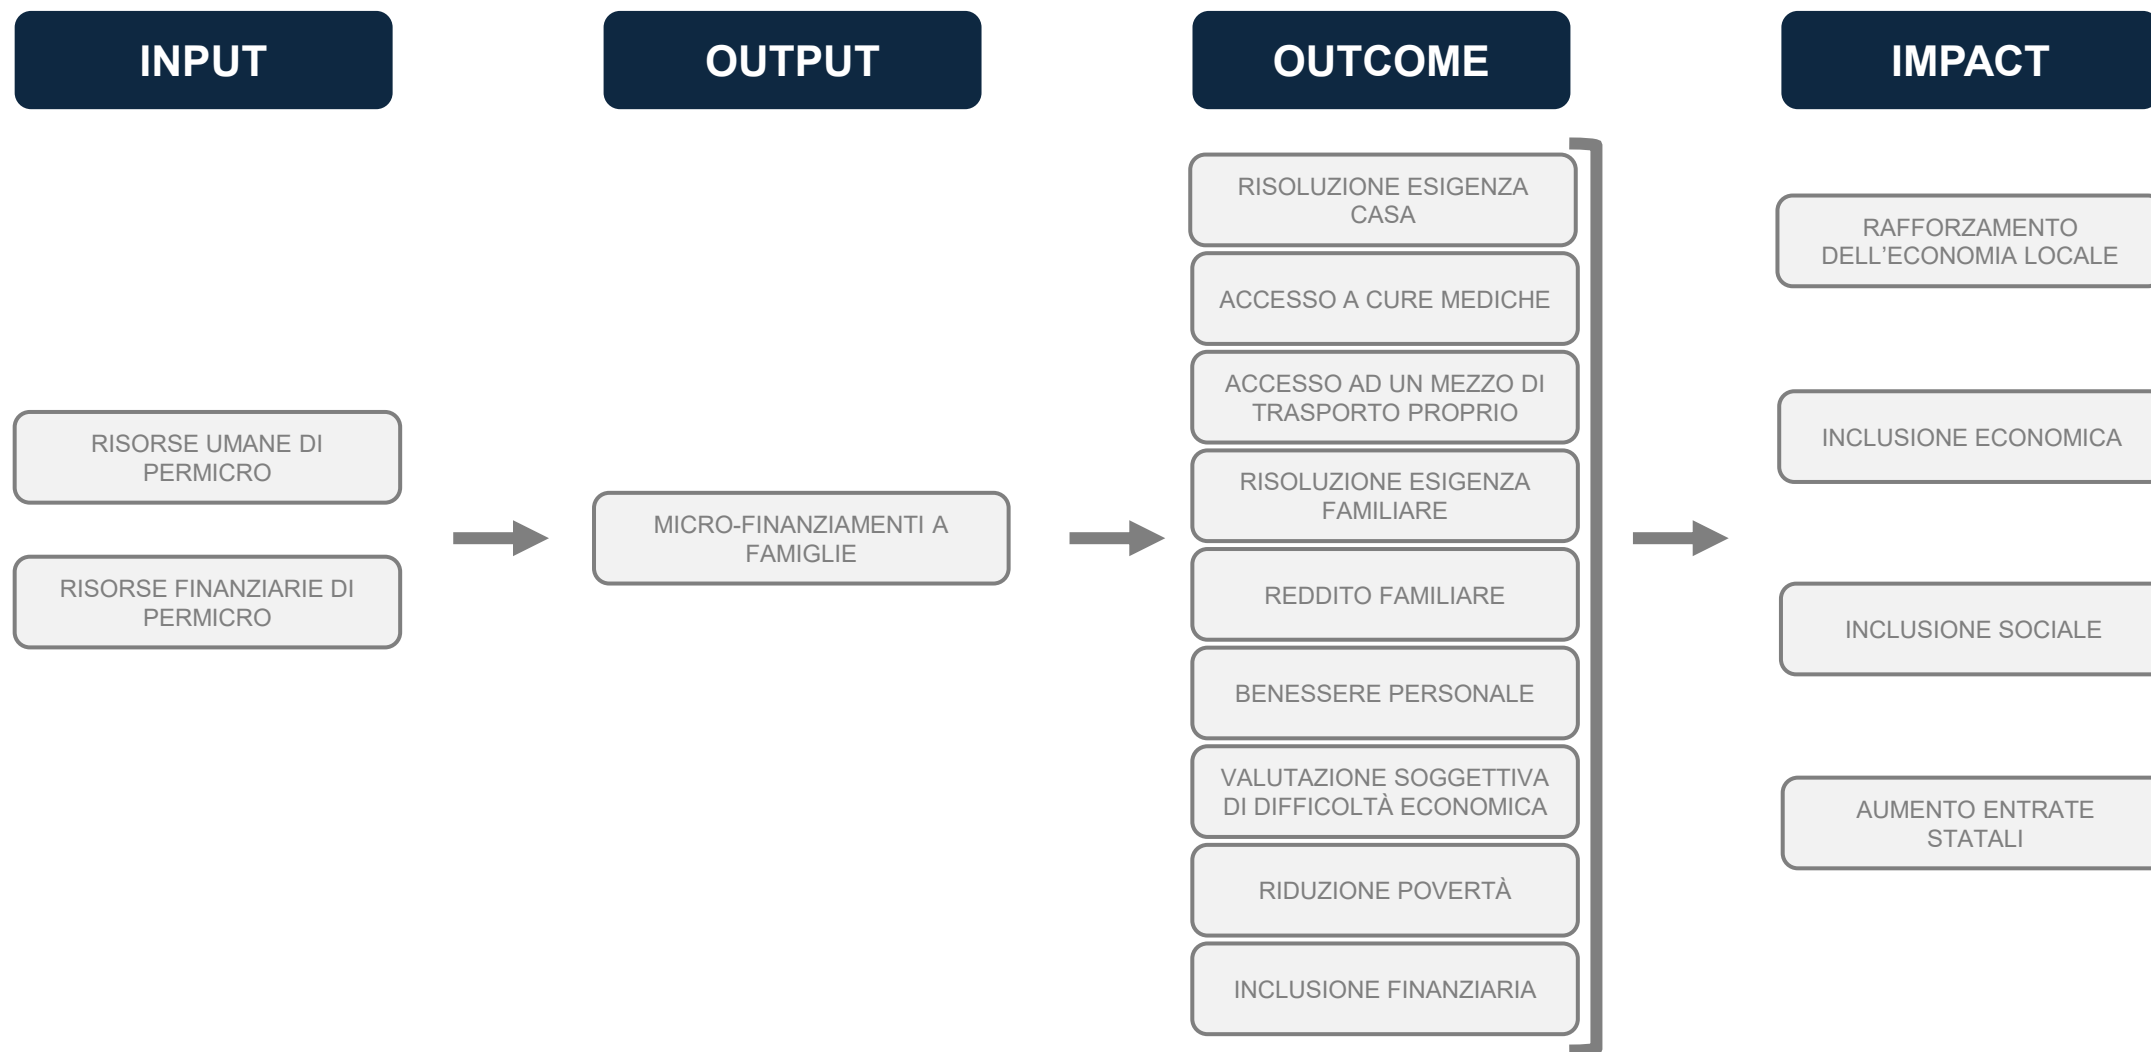 INPUT
OUTPUT
OUTCOME
IMPACT
RISORSE UMANE DI
PERMICRO
RISORSE FINANZIARIE DI
PERMICRO
MICRO-FINANZIAMENTI A
FAMIGLIE
RISOLUZIONE ESIGENZA
CASA
ACCESSO A CURE MEDICHE
ACCESSO AD UN MEZZO DI
TRASPORTO PROPRIO
RISOLUZIONE ESIGENZA
FAMILIARE
REDDITO FAMILIARE
BENESSERE PERSONALE
VALUTAZIONE SOGGETTIVA
DI DIFFICOLTÀ ECONOMICA
RIDUZIONE POVERTÀ
INCLUSIONE FINANZIARIA
RAFFORZAMENTO
DELL’ECONOMIA LOCALE
INCLUSIONE ECONOMICA
INCLUSIONE SOCIALE
AUMENTO ENTRATE
STATALI